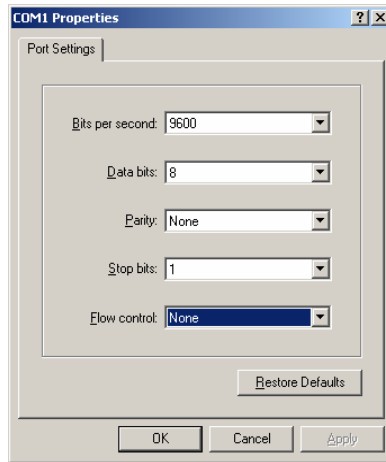 COM1 Properties
Port Settings
Bits per second: 9600
Data bits: 8
Parity: None
Stop bits: 1
Flow control: None
Restore Defaults
OK Cancel Apply